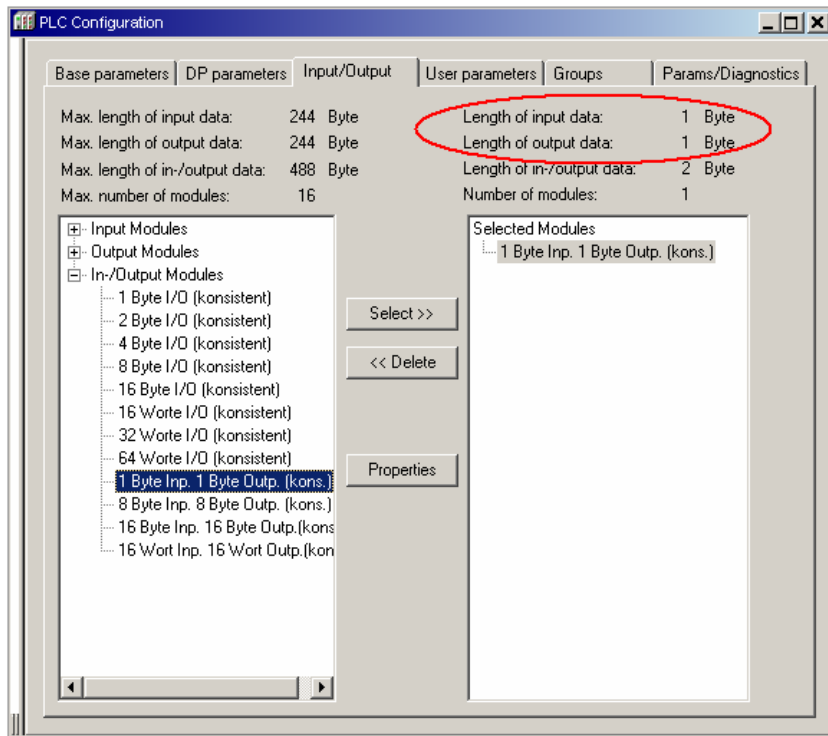 PLC Configuration
Base parameters DP parameters Input/Output User parameters Groups Params/Diagnostics
Max. length of input data: 244 Byte
Max. length of output data: 244 Byte
Max. length of in-/output data: 488 Byte
Max. number of modules: 16
Length of input data: 1 Byte
Length of output data: 1 Byte
Length of in-/output data: 2 Byte
Number of modules: 1
Input Modules
Output Modules
In-/Output Modules
1 Byte I/O (konsistent)
2 Byte I/O (konsistent)
4 Byte I/O (konsistent)
8 Byte I/O (konsistent)
16 Byte I/O (konsistent)
16 Worte I/O (konsistent)
32 Worte I/O (konsistent)
64 Worte I/O (konsistent)
1 Byte Inp. 1 Byte Outp. (kons.)
8 Byte Inp. 8 Byte Outp. (kons.)
16 Byte Inp. 16 Byte Outp.(kons
16 Wort Inp. 16 Wort Outp.(kon
Select >>
<< Delete
Properties
Selected Modules
1 Byte Inp. 1 Byte Outp. (kons.)